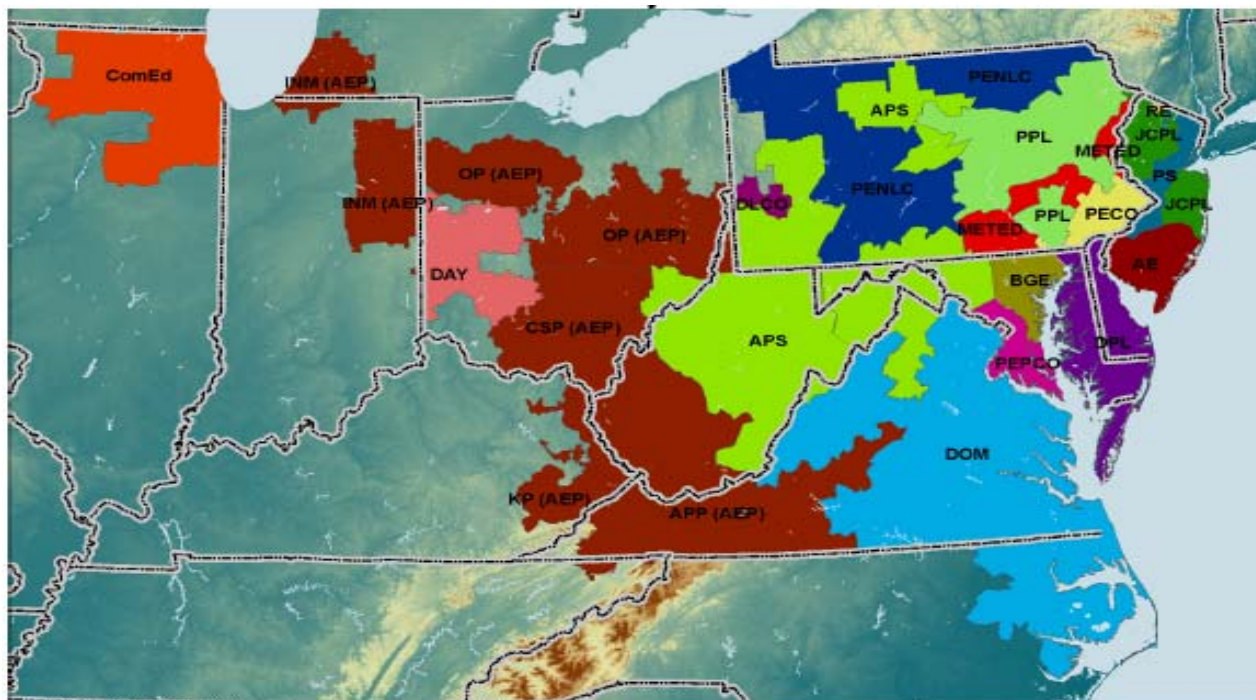 ComEd
INM (AEP)
PENLC
APS
RE
JCPL
PPL
METED
OP (AEP)
PS
PENLC
DLCO
INM (AEP)
JCPL
PECO
PPL
METED
OP (AEP)
AE
DAY
BGE
CSP (AEP)
APS
DPL
PEPCO
DOM
KP (AEP)
APP (AEP)